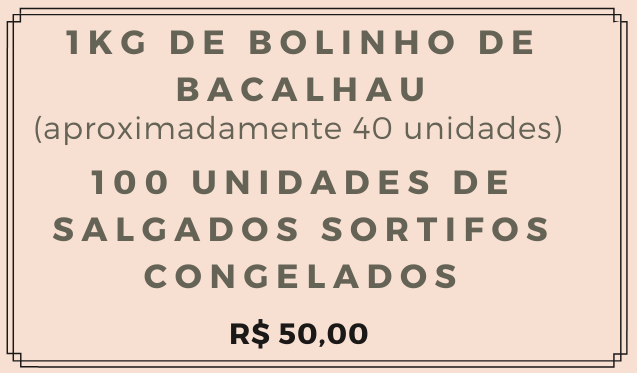 1KG DE BOLINHO DE
BACALHAU
(aproximadamente 40 unidades)
100 UNIDADES DE
SALGADOS SORTIFOS
CONGELADOS
R$ 50,00